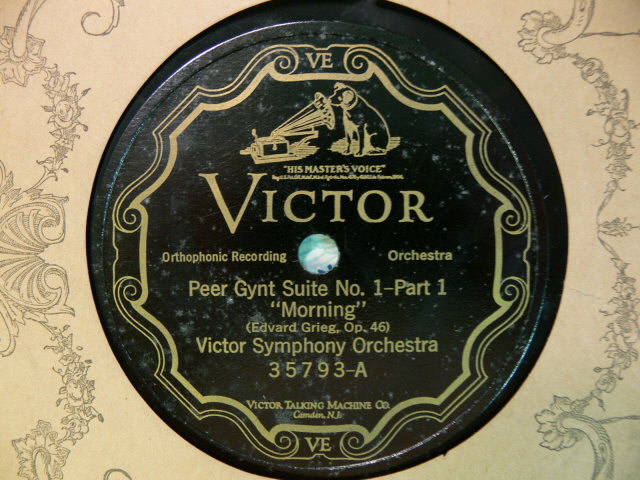 VE
"HIS MASTER'S VOICE"
VICTOR
Orthophonic Recording
Orchestra
Peer Gynt Suite No. 1-Part 1
"Morning"
(Edvard Grieg, Op. 46)
Victor Symphony Orchestra
35793-A
VICTOR TALKING MACHINE CO.
Camden, N.J.
VE